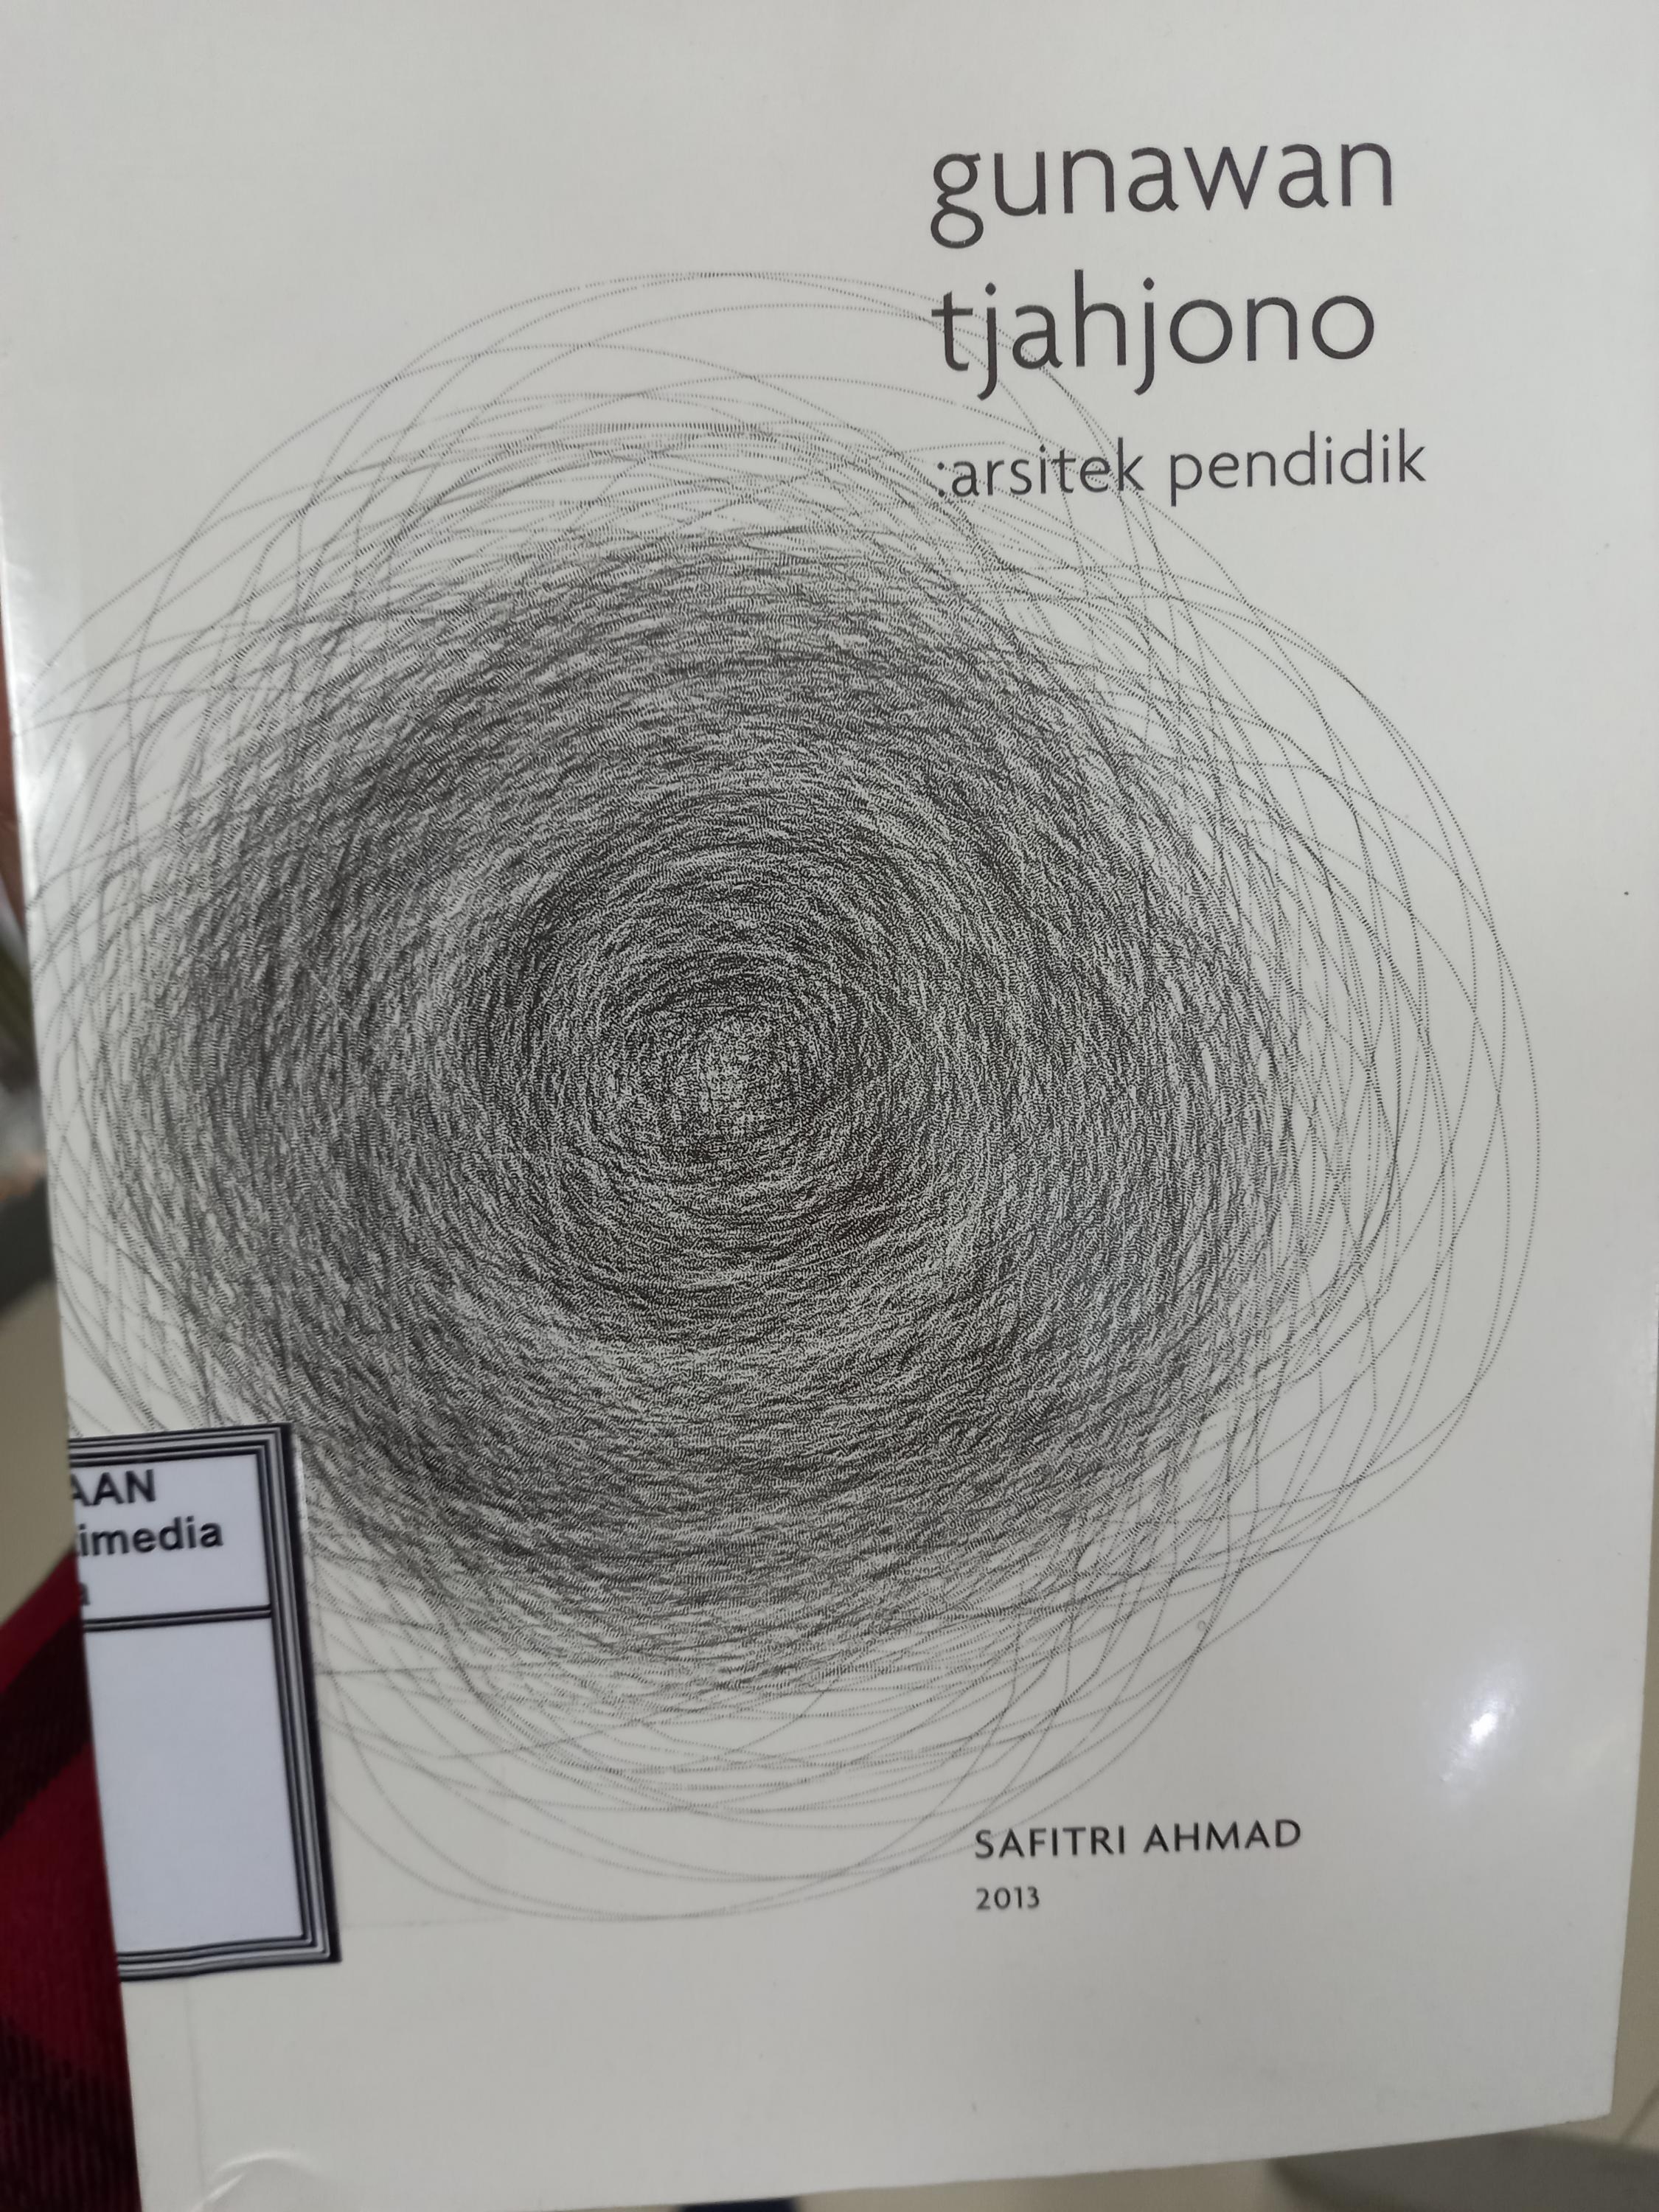 gunawan
tjahjono
:arsitek pendidik
AAN
imedia
SAFITRI AHMAD
2013